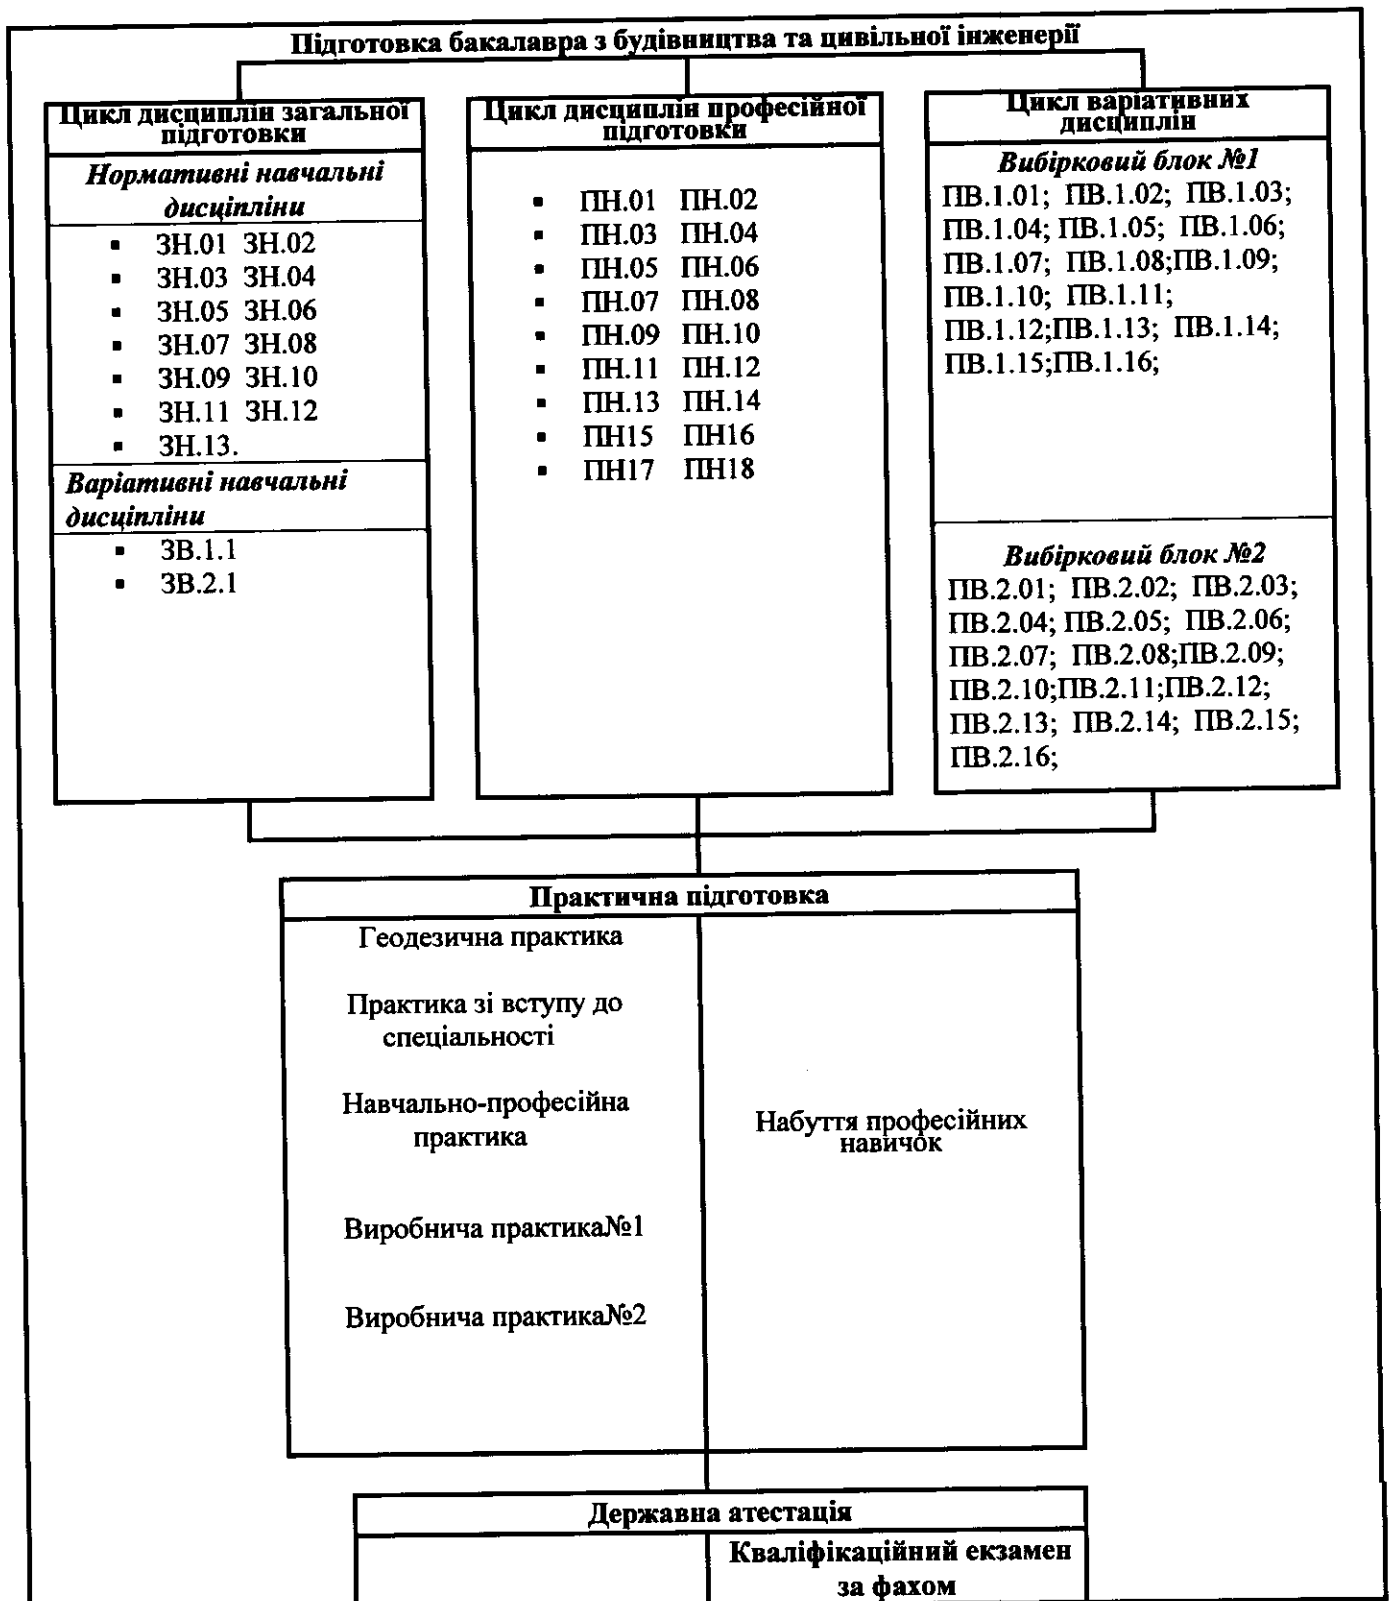 Підготовка бакалавра з будівництва та цивільної інженерії
Цикл дисциплін загальної
підготовки
Нормативні навчальні
дисціпліни
▪ ЗН.01 ЗН.02
▪ ЗН.03 ЗН.04
▪ ЗН.05 ЗН.06
▪ ЗН.07 ЗН.08
▪ ЗН.09 ЗН.10
▪ ЗН.11 ЗН.12
▪ ЗН.13.
Варіативні навчальні
дисціпліни
▪ ЗВ.1.1
▪ ЗВ.2.1
Цикл дисциплін професійної
підготовки
▪ ПН.01 ПН.02
▪ ПН.03 ПН.04
▪ ПН.05 ПН.06
▪ ПН.07 ПН.08
▪ ПН.09 ПН.10
▪ ПН.11 ПН.12
▪ ПН.13 ПН.14
▪ ПН15 ПН16
▪ ПН17 ПН18
Цикл варіативних
дисциплін
Вибірковий блок №1
ПВ.1.01; ПВ.1.02; ПВ.1.03;
ПВ.1.04; ПВ.1.05; ПВ.1.06;
ПВ.1.07; ПВ.1.08;ПВ.1.09;
ПВ.1.10; ПВ.1.11;
ПВ.1.12;ПВ.1.13; ПВ.1.14;
ПВ.1.15;ПВ.1.16;
Вибірковий блок №2
ПВ.2.01; ПВ.2.02; ПВ.2.03;
ПВ.2.04; ПВ.2.05; ПВ.2.06;
ПВ.2.07; ПВ.2.08;ПВ.2.09;
ПВ.2.10;ПВ.2.11;ПВ.2.12;
ПВ.2.13; ПВ.2.14; ПВ.2.15;
ПВ.2.16;
Практична підготовка
Геодезична практика
Практика зі вступу до
спеціальності
Навчально-професійна
практика
Виробнича практика№1
Виробнича практика№2
Набуття професійних
навичок
Державна атестація
Кваліфікаційний екзамен
за фахом